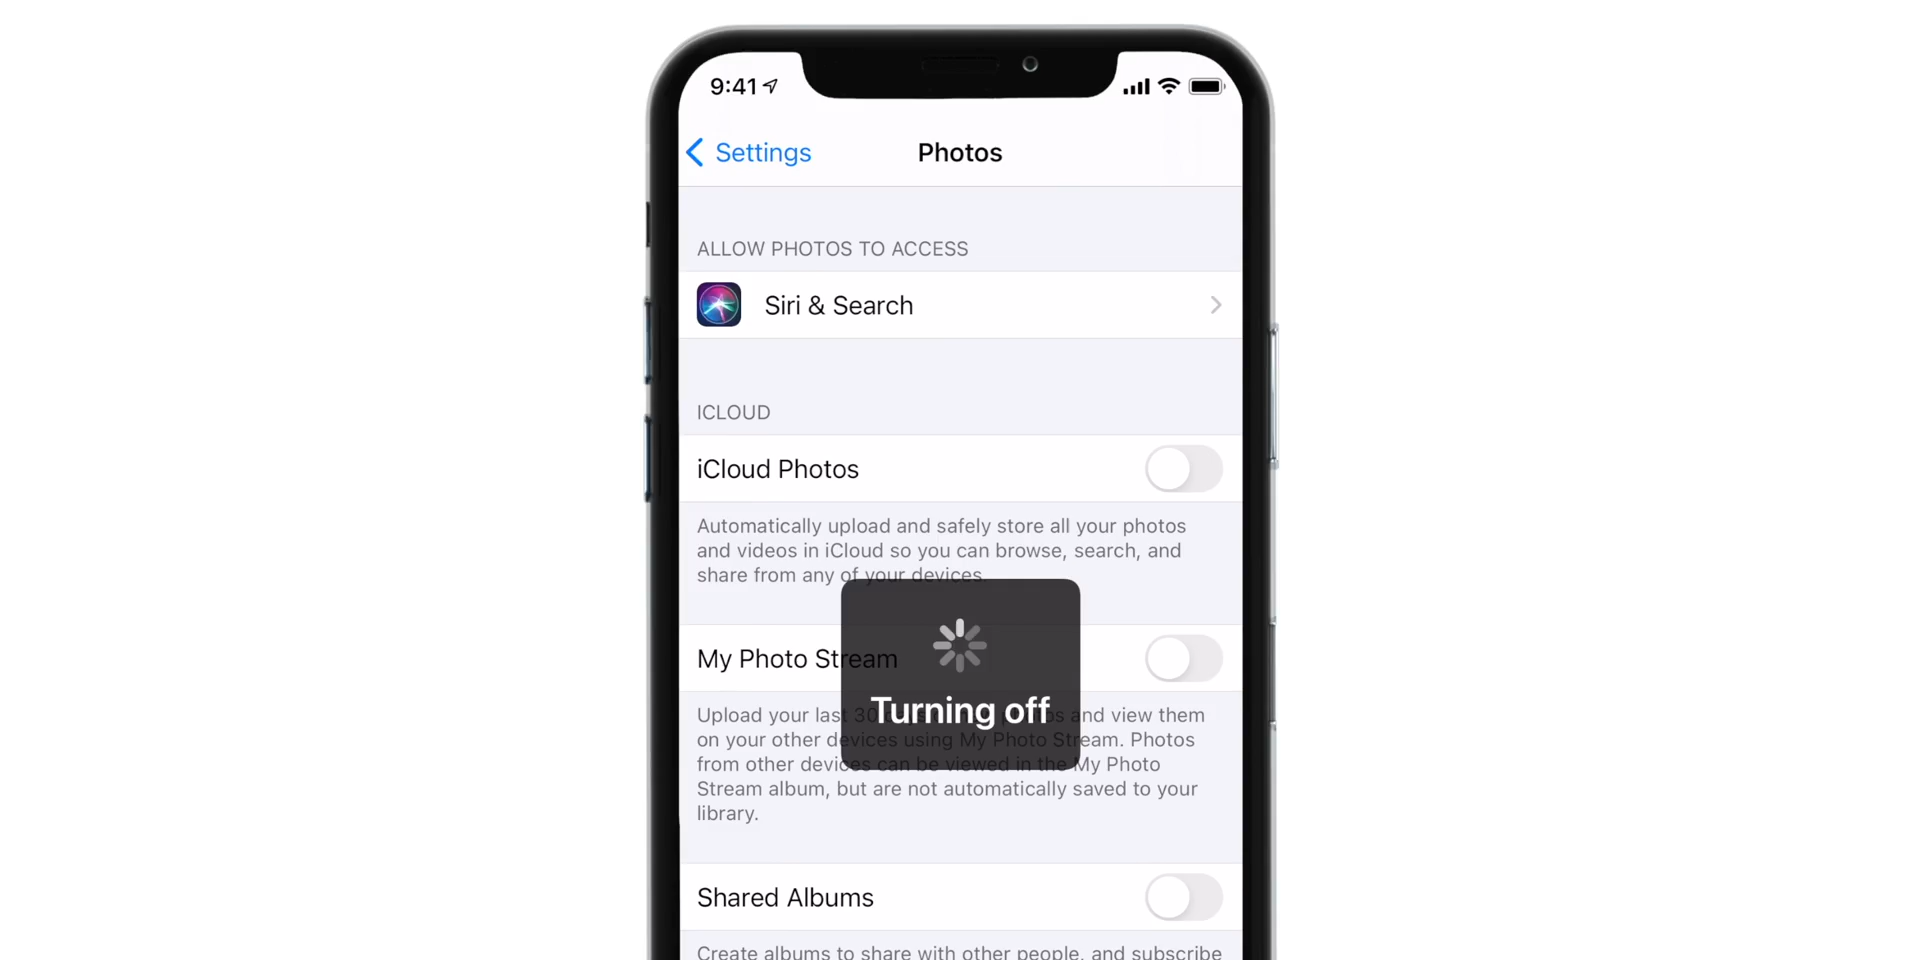 9:41
Settings
Photos
ALLOW PHOTOS TO ACCESS
Siri & Search
ICLOUD
iCloud Photos
Automatically upload and safely store all your photos
and videos in iCloud so you can browse, search, and
share from any of your devices.
My Photo Stream
Turning off
Upload your last 30 days of new photos and view them
on your other devices using My Photo Stream. Photos
from other devices can be viewed in the My Photo
Stream album, but are not automatically saved to your
library.
Shared Albums
Create albums to share with other people, and subscribe